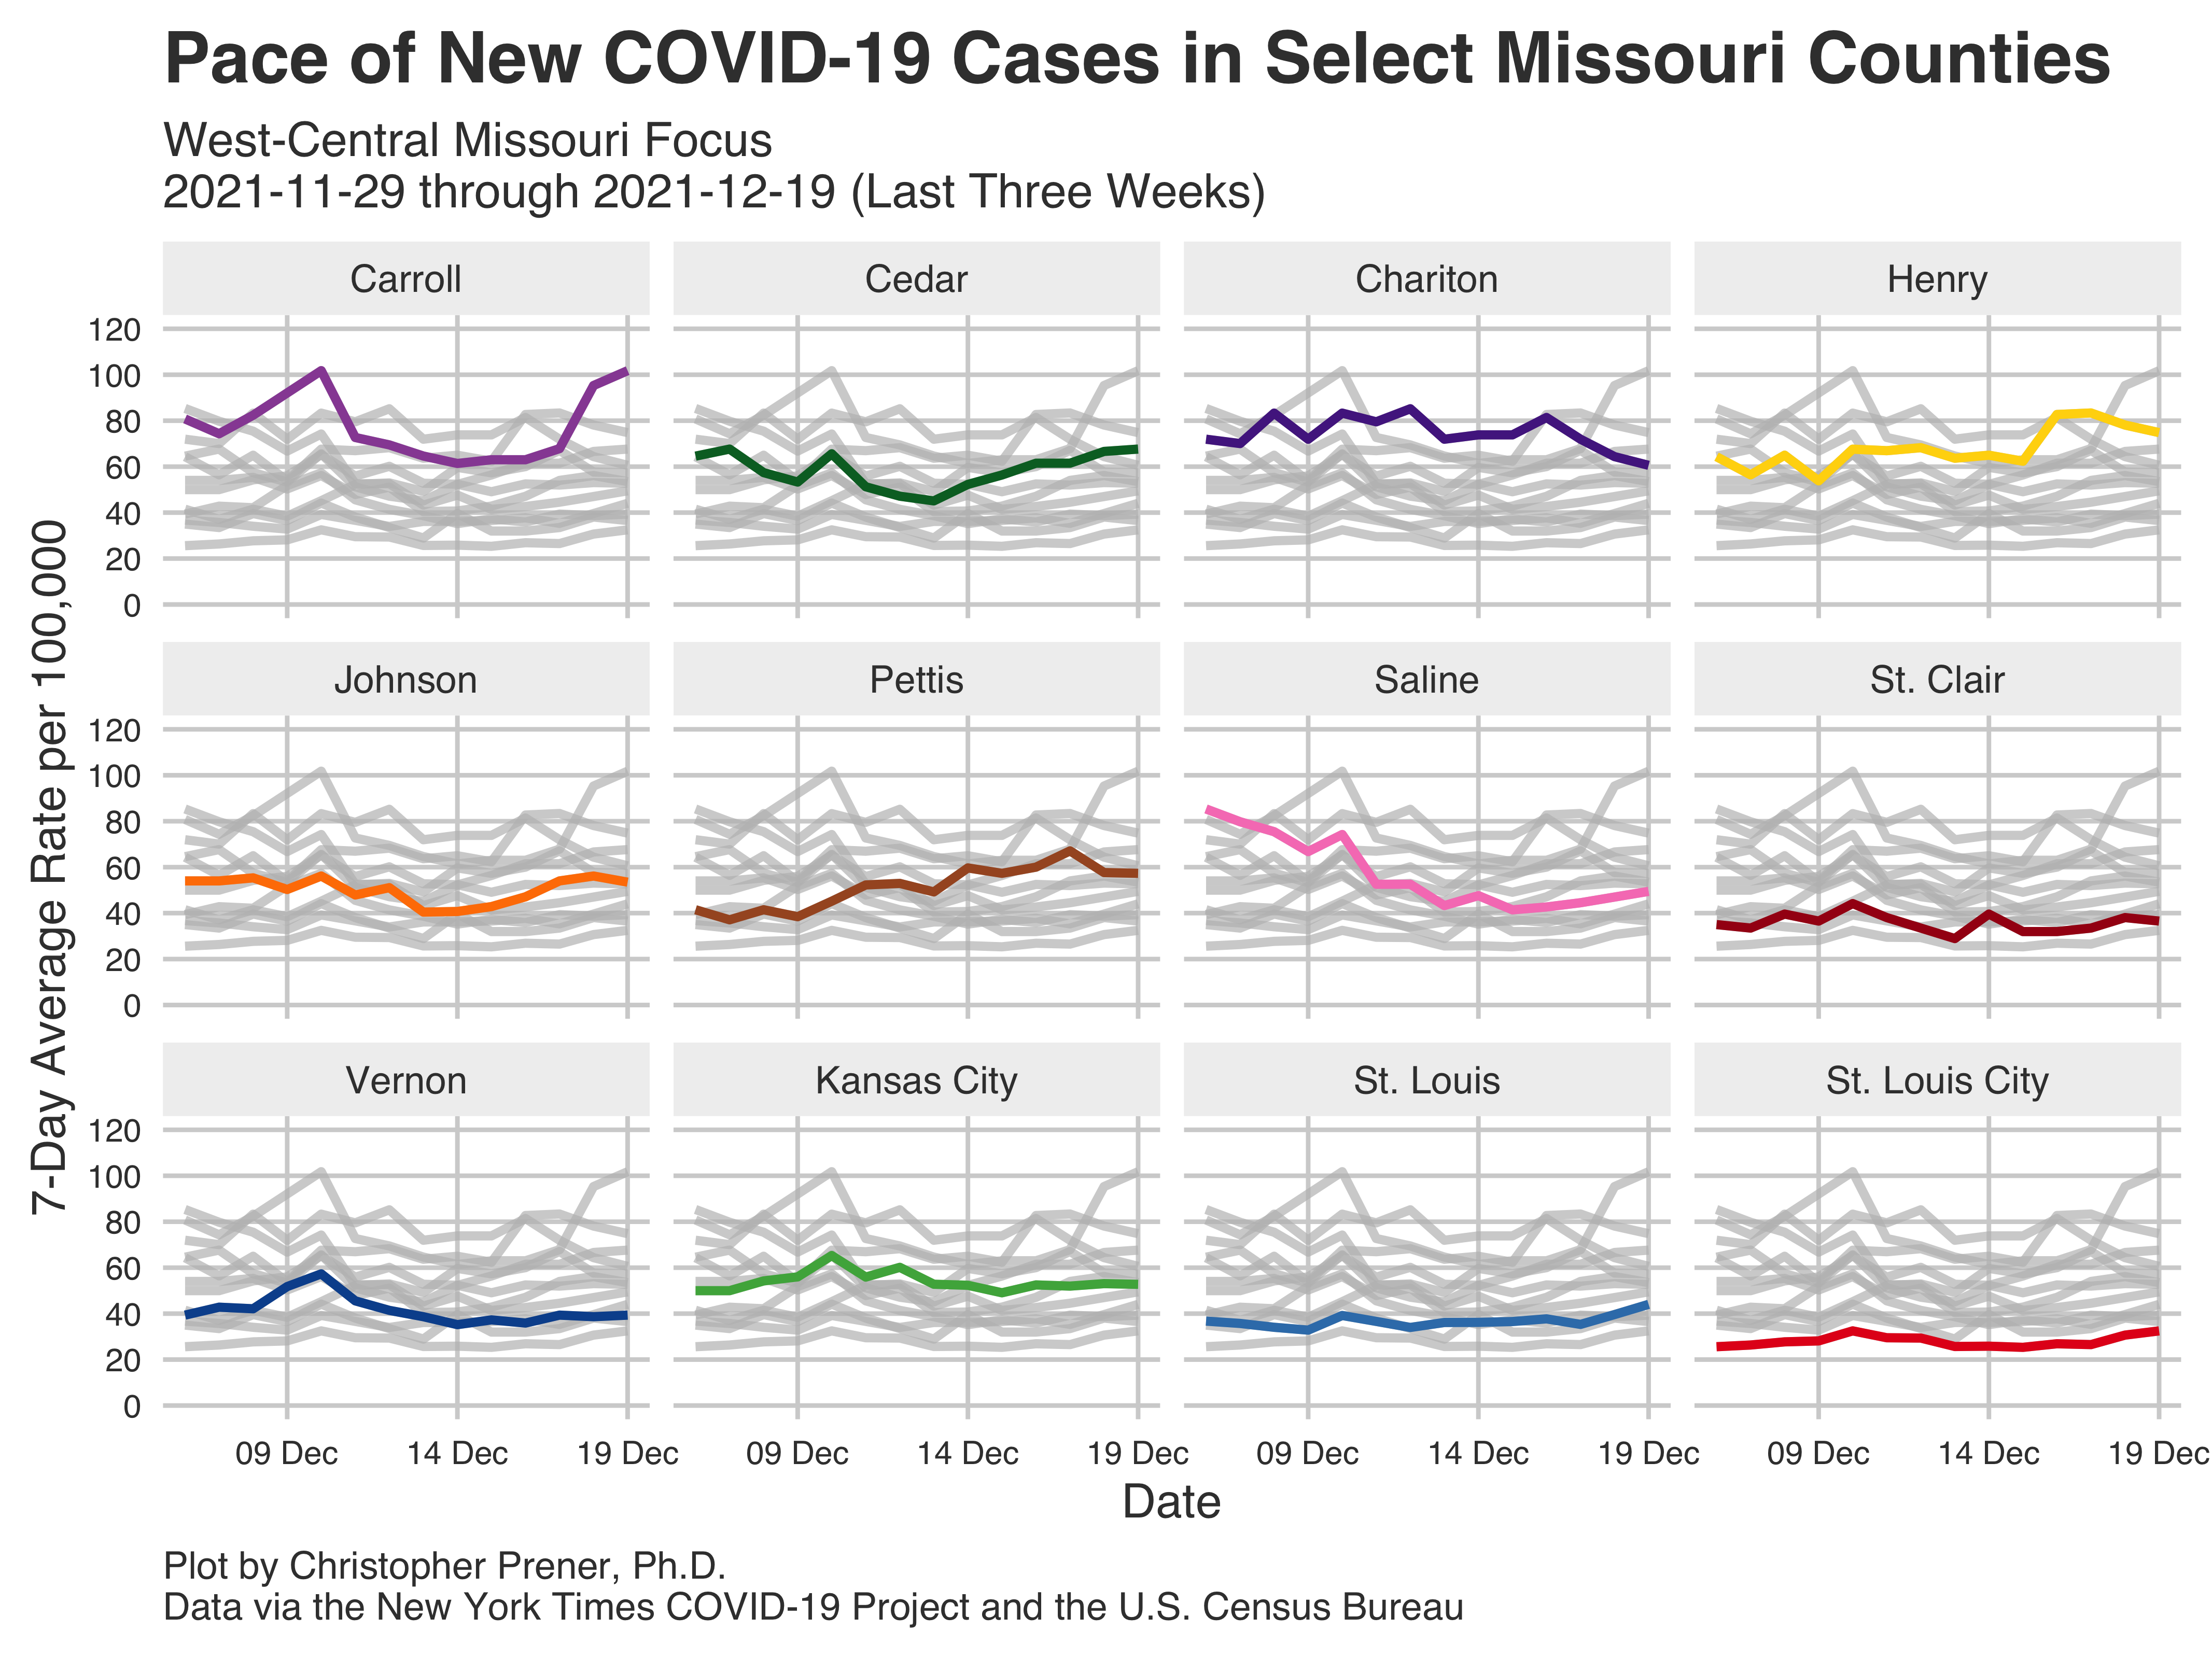 Pace of New COVID-19 Cases in Select Missouri Counties
West-Central Missouri Focus
2021-11-29 through 2021-12-19 (Last Three Weeks)
7-Day Average Rate per 100,000
Carroll Cedar Chariton Henry
120
100
80
60
40
20
0
Johnson Pettis Saline St. Clair
120
100
80
60
40
20
0
Vernon Kansas City St. Louis St. Louis City
120
100
80
60
40
20
0
09 Dec 14 Dec 19 Dec 09 Dec 14 Dec 19 Dec 09 Dec 14 Dec 19 Dec 09 Dec 14 Dec 19 Dec
Date
Plot by Christopher Prener, Ph.D.
Data via the New York Times COVID-19 Project and the U.S. Census Bureau